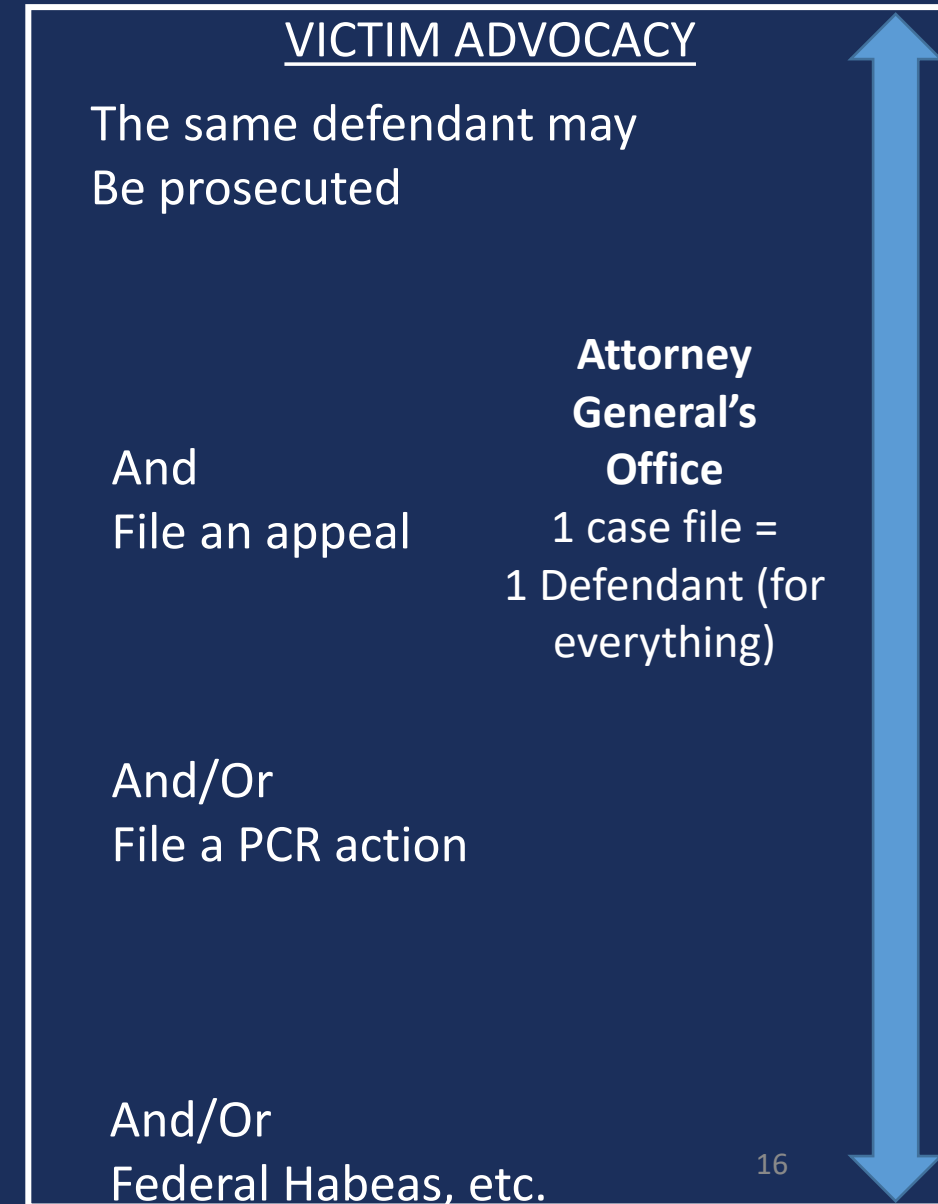 VICTIM ADVOCACY
The same defendant may
Be prosecuted
Attorney
General’s
Office
1 case file =
1 Defendant (for
everything)
And
File an appeal
And/Or
File a PCR action
And/Or
Federal Habeas, etc.
16